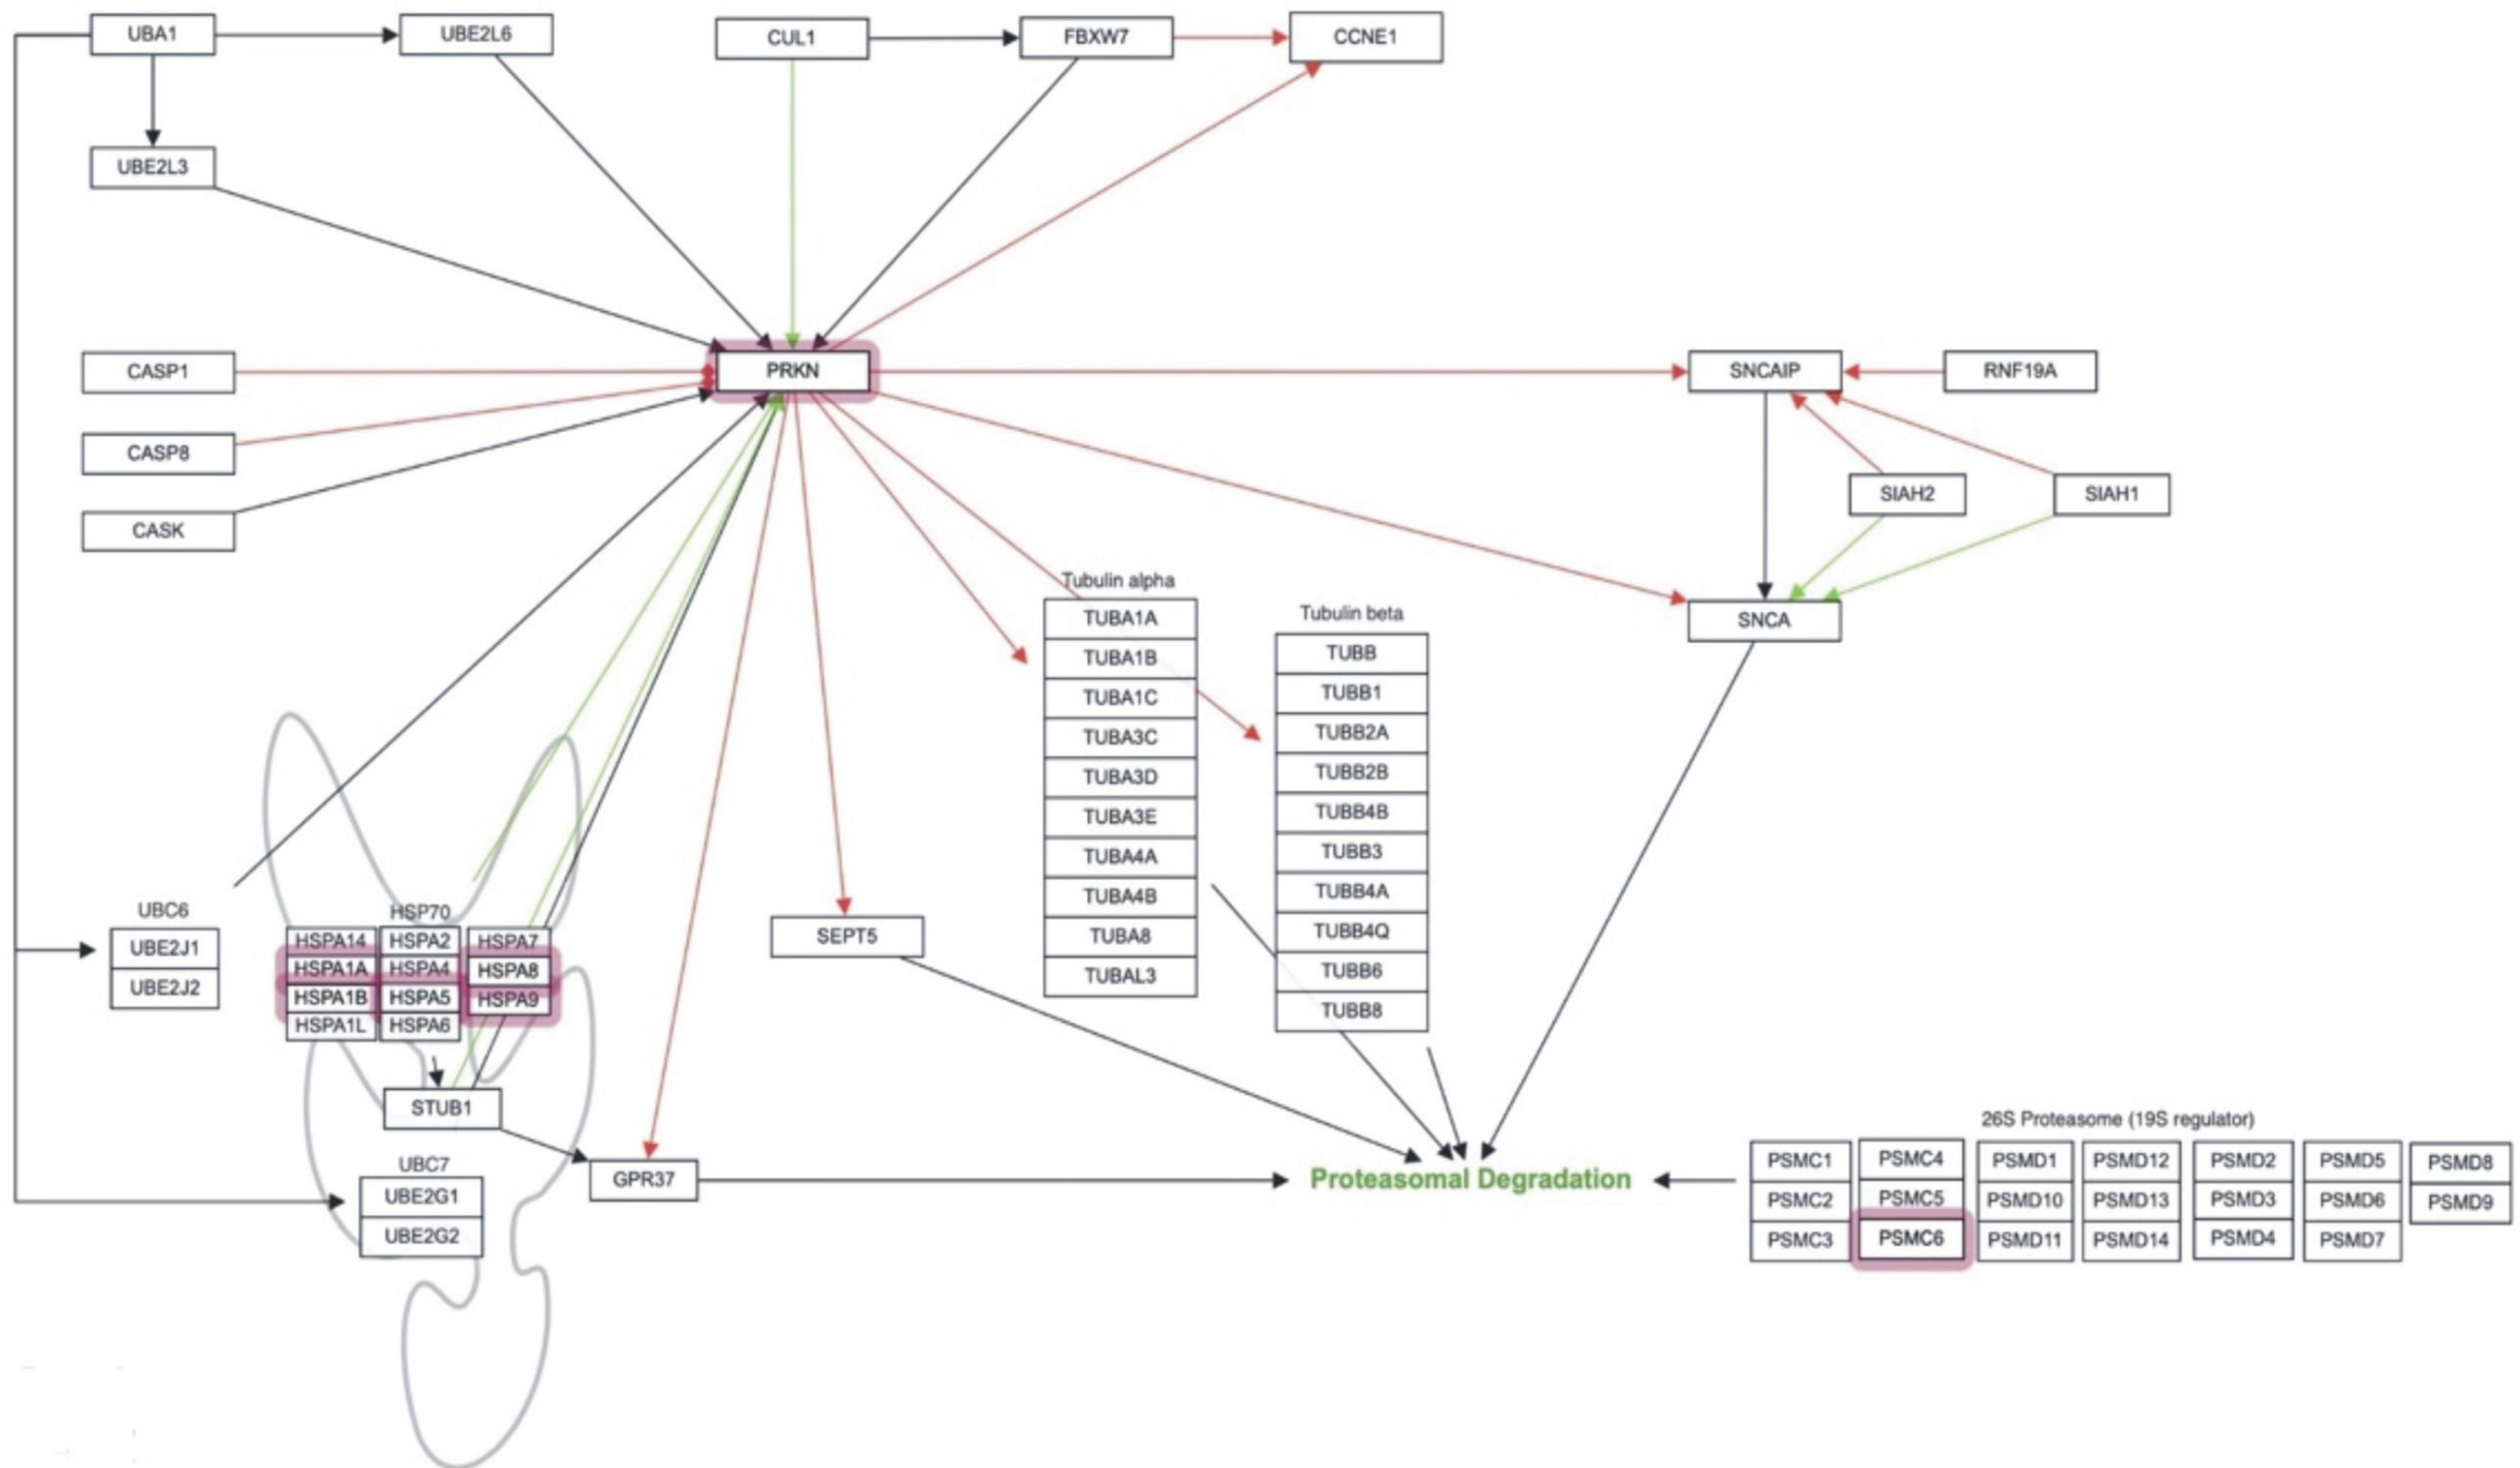 UBA1
UBE2L6
CUL1
FBXW7
CCNE1
UBE2L3
CASP1
PRKN
SNCAIP
RNF19A
CASP8
SIAH2
SIAH1
CASK
Tubulin alpha
TUBA1A
TUBA1B
TUBA1C
TUBA3C
TUBA3D
TUBA3E
TUBA4A
TUBA4B
TUBA8
TUBAL3
Tubulin beta
TUBB
TUBB1
TUBB2A
TUBB2B
TUBB4B
TUBB3
TUBB4A
TUBB4Q
TUBB6
TUBB8
SNCA
UBC6
UBE2J1
UBE2J2
HSP70
HSPA14
HSPA1A
HSPA1B
HSPA1L
HSPA2
HSPA4
HSPA5
HSPA6
HSPA7
HSPA8
HSPA9
SEPT5
STUB1
UBC7
UBE2G1
UBE2G2
GPR37
Proteasomal Degradation
26S Proteasome (19S regulator)
PSMC1
PSMC2
PSMC3
PSMC4
PSMC5
PSMC6
PSMD1
PSMD10
PSMD11
PSMD12
PSMD13
PSMD14
PSMD2
PSMD3
PSMD4
PSMD5
PSMD6
PSMD7
PSMD8
PSMD9